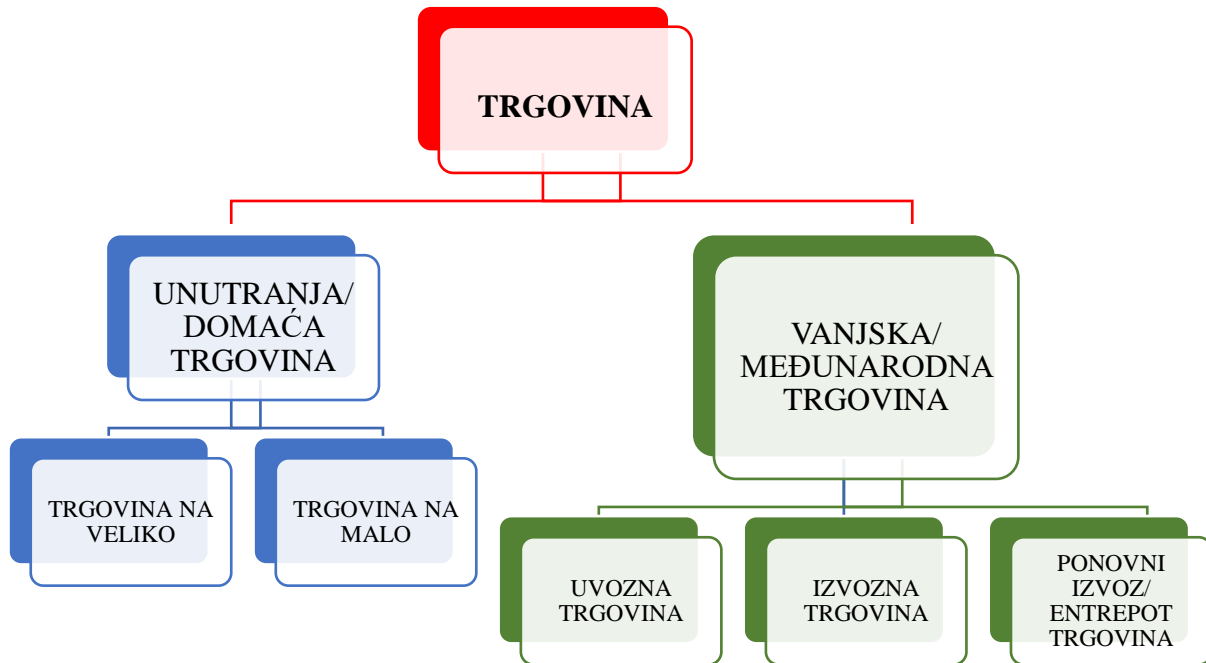 TRGOVINA
UNUTRANJA/
DOMAĆA
TRGOVINA
VANJSKA/
MEĐUNARODNA
TRGOVINA
TRGOVINA NA
VELIKO
TRGOVINA NA
MALO
UVOZNA
TRGOVINA
IZVOZNA
TRGOVINA
PONOVNI
IZVOZ/
ENTREPOT
TRGOVINA